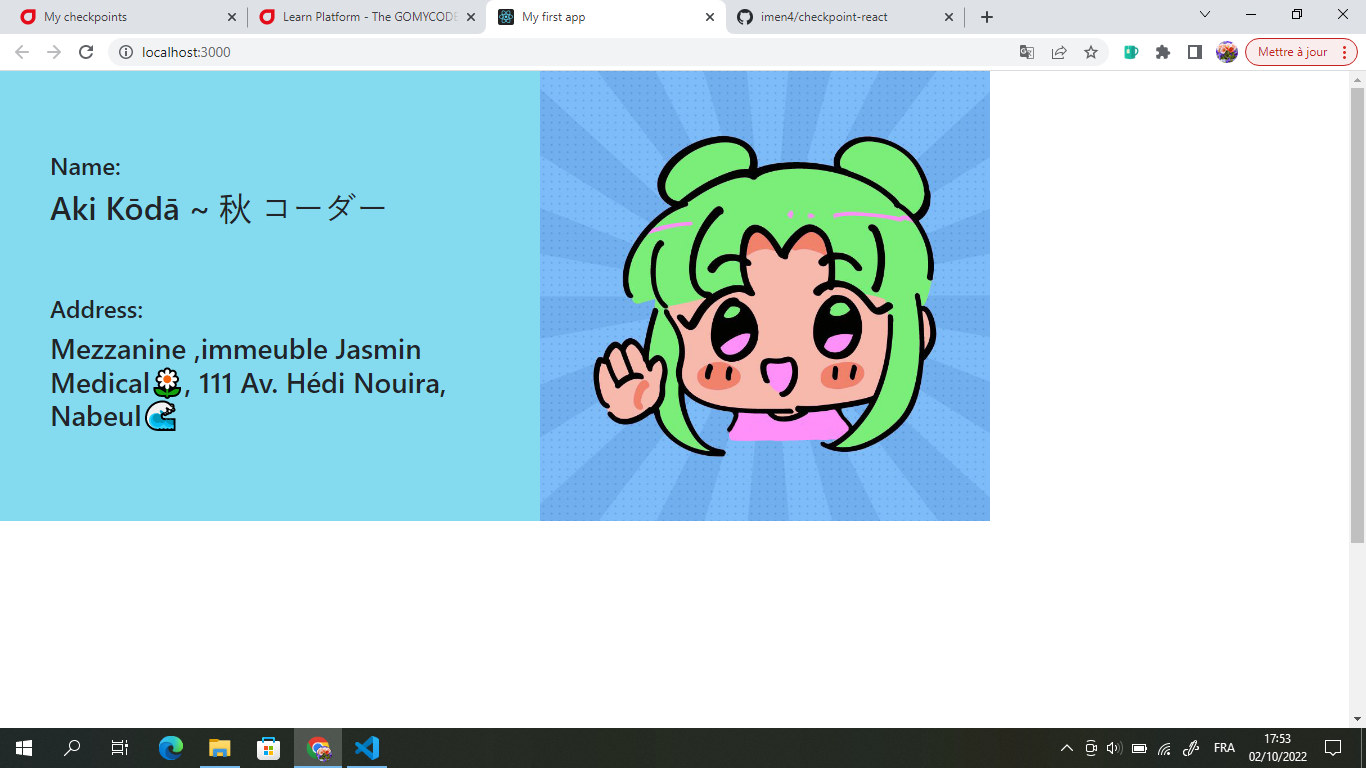 My checkpoints
Learn Platform - The GOMYCODE
My first app
imen4/checkpoint-react
localhost:3000
Mettre à jour
Name:
Aki Kōdā ~ 秋 コーダー
Address:
Mezzanine ,immeuble Jasmin
Medical🌼, 111 Av. Hédi Nouira,
Nabeul🌊
FRA
17:53
02/10/2022